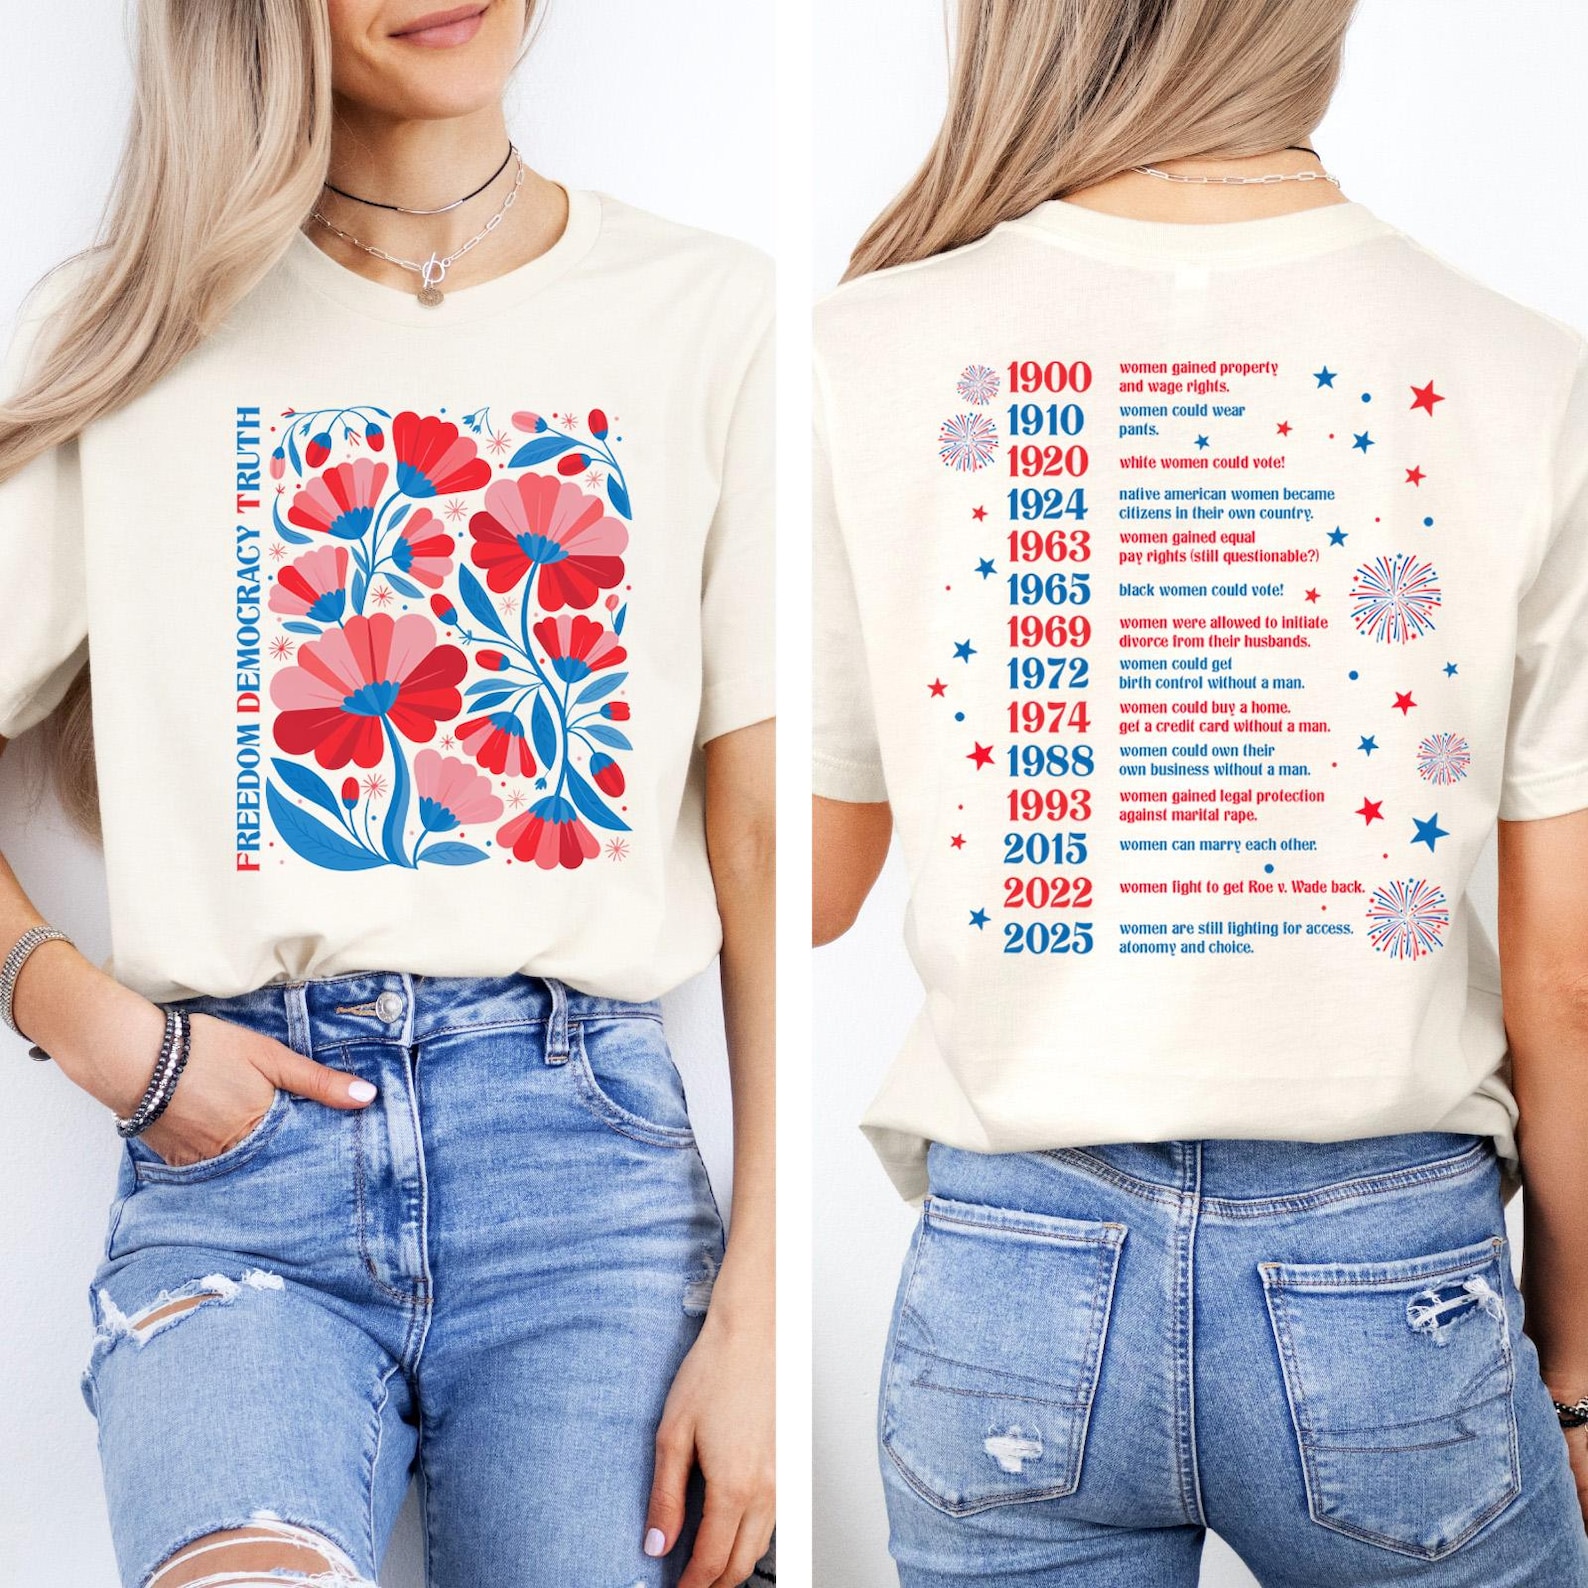 FREEDOM DEMOCRACY TRUTH
1900 women gained property
and wage rights.
1910 women could wear
pants.
1920 white women could vote!
1924 native american women became
citizens in their own country.
1963 women gained equal
pay rights (still questionable?)
1965 black women could vote!
1969 women were allowed to initiate
divorce from their husbands.
1972 women could get
birth control without a man.
1974 women could buy a home.
get a credit card without a man.
1988 women could own their
own business without a man.
1993 women gained legal protection
against marital rape.
2015 women can marry each other.
2022 women fight to get Roe v. Wade back.
2025 women are still fighting for access.
atonomy and choice.